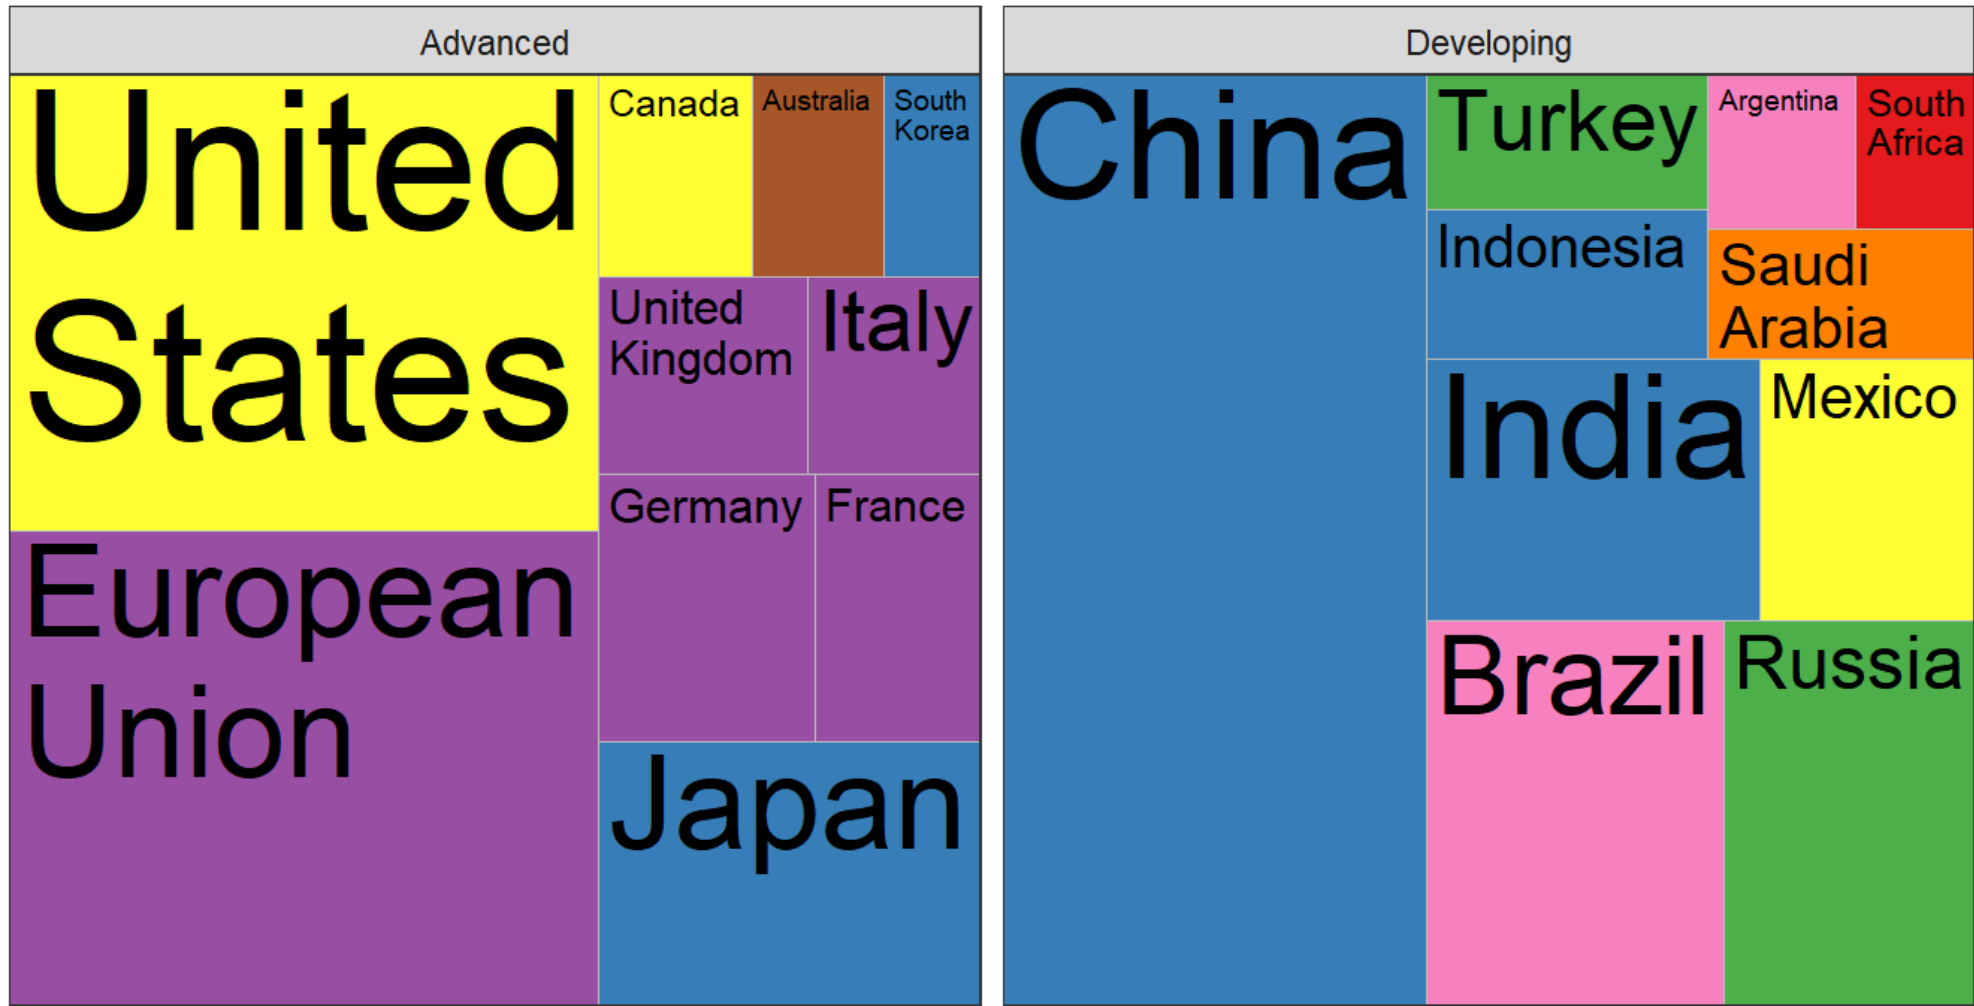 Advanced
United
States
Canada
Australia
South
Korea
United
Kingdom
Italy
Germany
France
European
Union
Japan
Developing
China
Turkey
Argentina
South
Africa
Indonesia
Saudi
Arabia
India
Mexico
Brazil
Russia